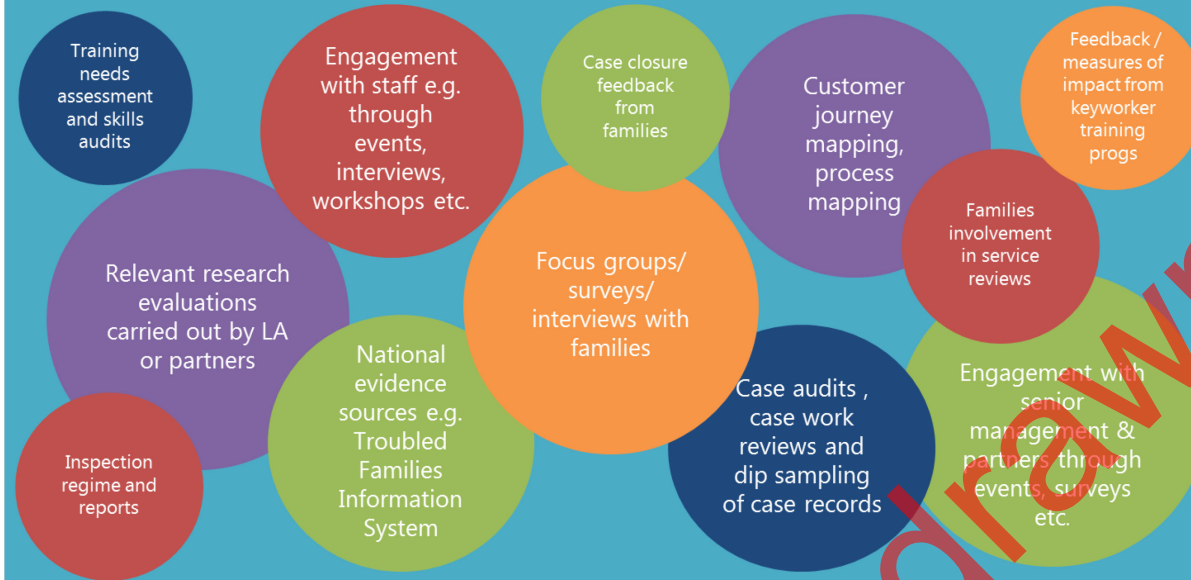 Training
needs
assessment
and skills
audits
Engagement
with staff e.g.
through
events,
interviews,
workshops etc.
Case closure
feedback
from
families
Customer
journey
mapping,
process
mapping
Feedback /
measures of
impact from
keyworker
training
progs
Relevant research
evaluations
carried out by LA
or partners
Focus groups/
surveys/
interviews with
families
Families
involvement
in service
reviews
Inspection
regime and
reports
National
evidence
sources e.g.
Troubled
Families
Information
System
Case audits ,
case work
reviews and
dip sampling
of case records
Engagement with
senior
management &
partners through
events, surveys
etc.
drawn